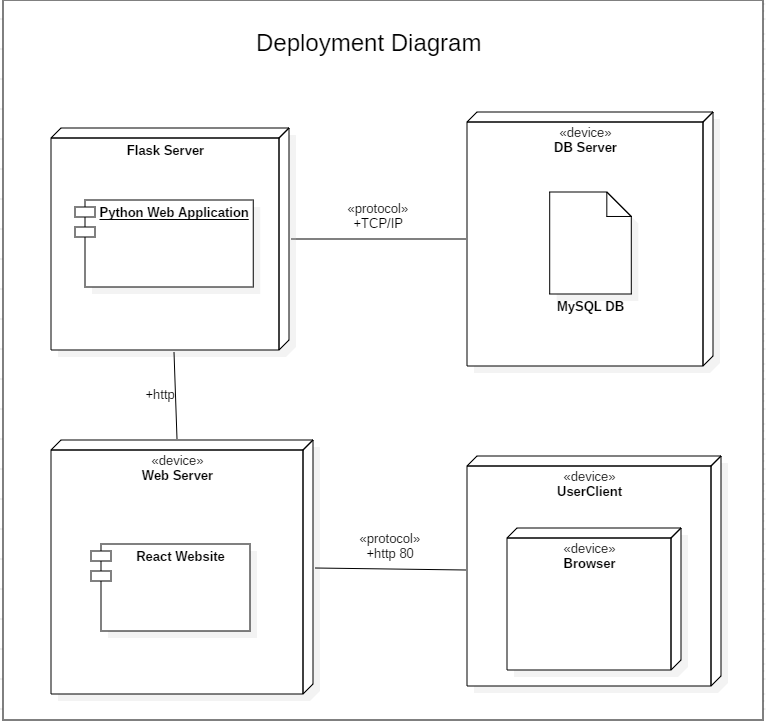 Deployment Diagram
Flask Server
Python Web Application
«protocol»
+TCP/IP
«device»
DB Server
MySQL DB
+http
«device»
Web Server
React Website
«protocol»
+http 80
«device»
UserClient
«device»
Browser